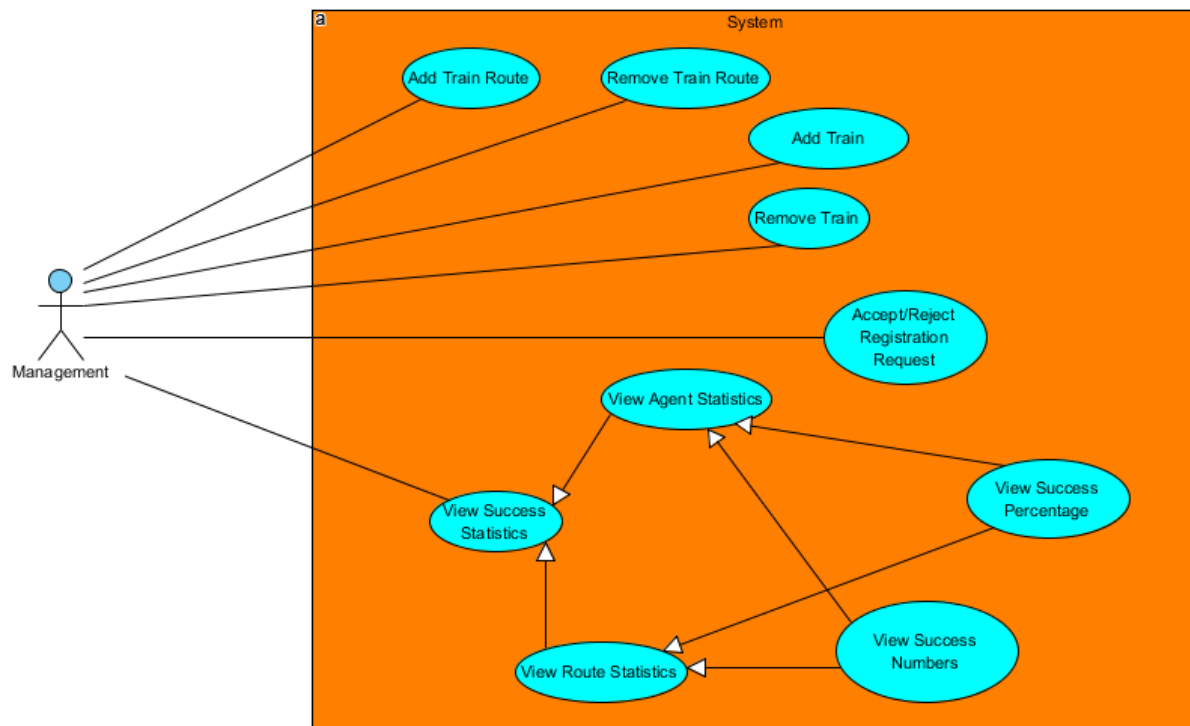 a
System
Add Train Route
Remove Train Route
Add Train
Remove Train
Accept/Reject
Registration
Request
Management
View Agent Statistics
View Success
Percentage
View Success
Statistics
View Success
Numbers
View Route Statistics